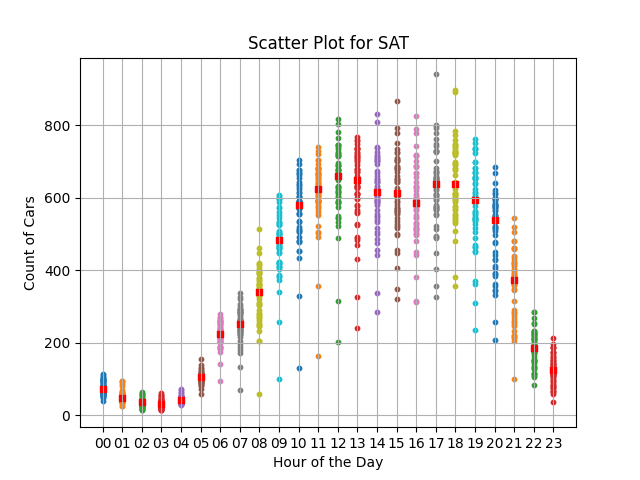 Scatter Plot for SAT
Count of Cars
800
600
400
200
0
00 01 02 03 04 05 06 07 08 09 10 11 12 13 14 15 16 17 18 19 20 21 22 23
Hour of the Day